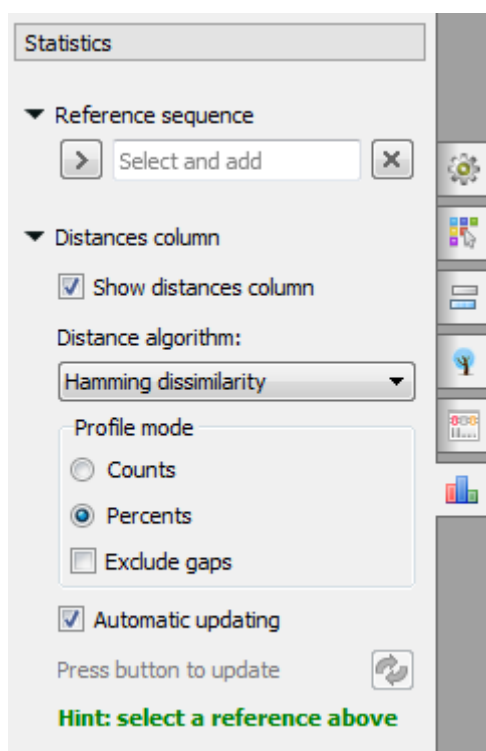 Statistics
Reference sequence
Select and add
Distances column
Show distances column
Distance algorithm:
Hamming dissimilarity
Profile mode
Counts
Percents
Exclude gaps
Automatic updating
Press button to update
Hint: select a reference above